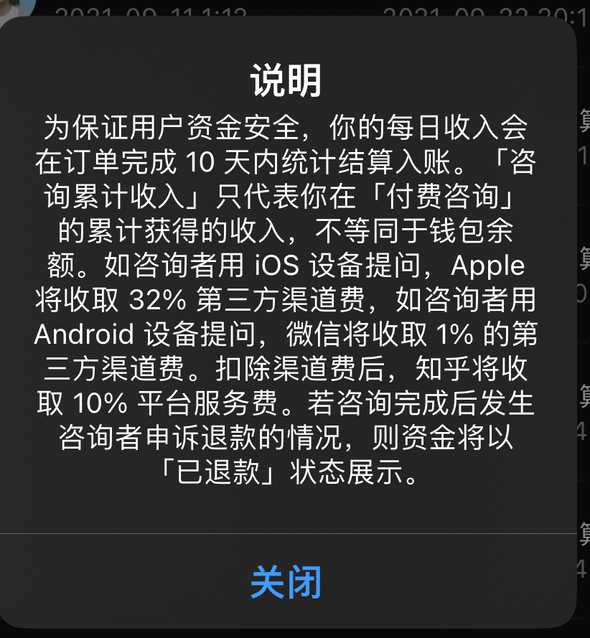 2021-09-11 1:12
2021-09-22 20:1
说明
为保证用户资金安全，你的每日收入会
在订单完成 10 天内统计结算入账。「咨
询累计收入」只代表你在「付费咨询」
的累计获得的收入，不等同于钱包余
额。如咨询者用 iOS 设备提问，Apple
将收取 32% 第三方渠道费，如咨询者用
Android 设备提问，微信将收取 1% 的第
三方渠道费。扣除渠道费后，知乎将收
取 10% 平台服务费。若咨询完成后发生
咨询者申诉退款的情况，则资金将以
「已退款」状态展示。
关闭